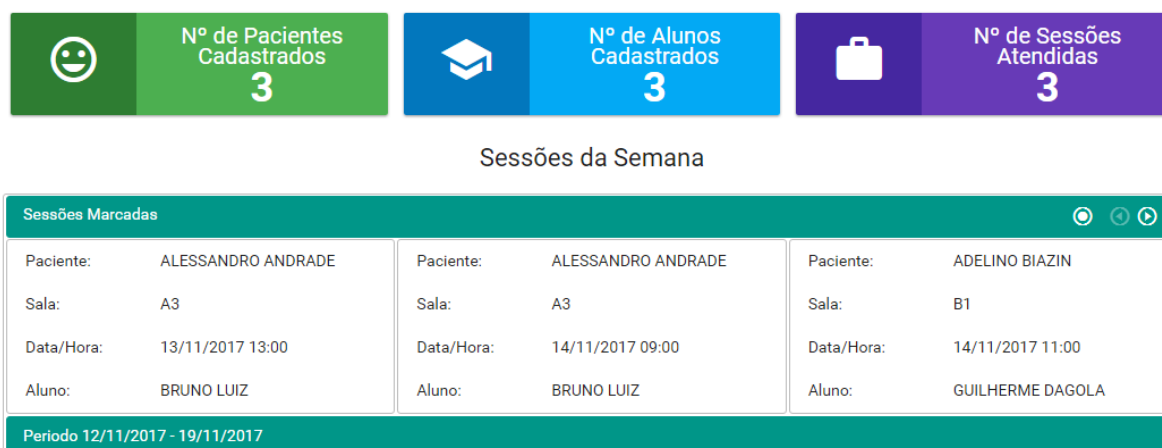 Nº de Pacientes
Cadastrados
3
Nº de Alunos
Cadastrados
3
Nº de Sessões
Atendidas
3
Sessões da Semana
Sessões Marcadas
Paciente: ALESSANDRO ANDRADE
Sala: A3
Data/Hora: 13/11/2017 13:00
Aluno: BRUNO LUIZ
Paciente: ALESSANDRO ANDRADE
Sala: A3
Data/Hora: 14/11/2017 09:00
Aluno: BRUNO LUIZ
Paciente: ADELINO BIAZIN
Sala: B1
Data/Hora: 14/11/2017 11:00
Aluno: GUILHERME DAGOLA
Periodo 12/11/2017 - 19/11/2017